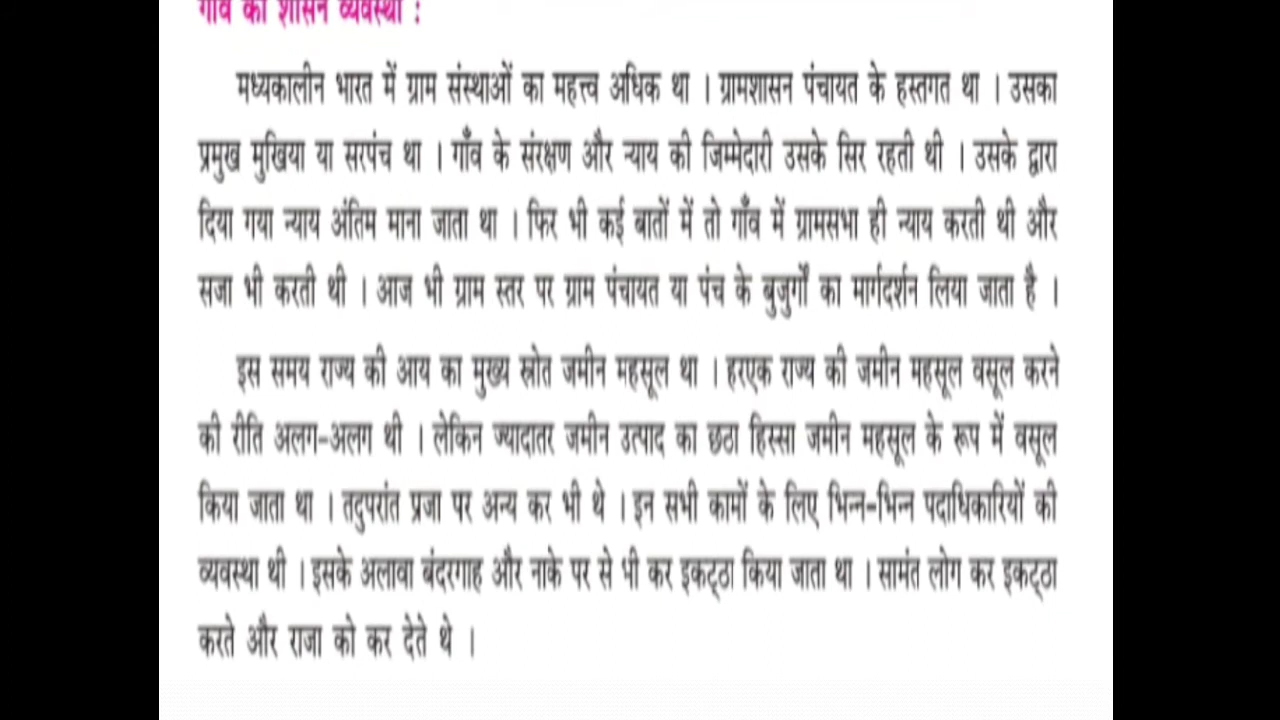 गाँव की शासन व्यवस्था :
मध्यकालीन भारत में ग्राम संस्थाओं का महत्त्व अधिक था । ग्रामशासन पंचायत के हस्तगत था । उसका
प्रमुख मुखिया या सरपंच था । गाँव के संरक्षण और न्याय की जिम्मेदारी उसके सिर रहती थी । उसके द्वारा
दिया गया न्याय अंतिम माना जाता था । फिर भी कई बातों में तो गाँव में ग्रामसभा ही न्याय करती थी और
सजा भी करती थी । आज भी ग्राम स्तर पर ग्राम पंचायत या पंच के बुजुर्गों का मार्गदर्शन लिया जाता है ।
इस समय राज्य की आय का मुख्य स्रोत जमीन महसूल था । हरएक राज्य की जमीन महसूल वसूल करने
की रीति अलग-अलग थी । लेकिन ज्यादातर जमीन उत्पाद का छठा हिस्सा जमीन महसूल के रूप में वसूल
किया जाता था । तदुपरांत प्रजा पर अन्य कर भी थे । इन सभी कामों के लिए भिन्न-भिन्न पदाधिकारियों की
व्यवस्था थी । इसके अलावा बंदरगाह और नाके पर से भी कर इकट्ठा किया जाता था । सामंत लोग कर इकट्ठा
करते और राजा को कर देते थे ।